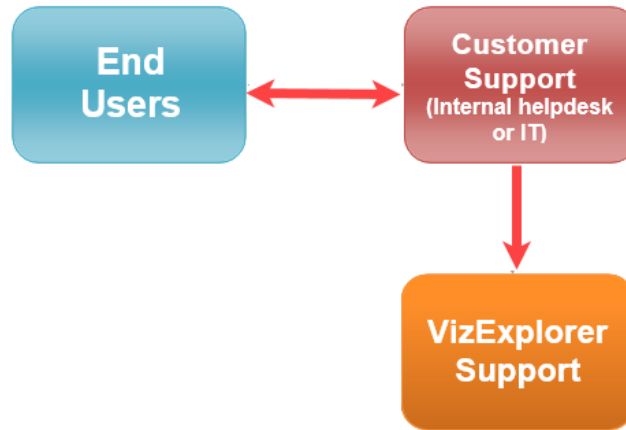 End
Users
Customer
Support
(Internal helpdesk
or IT)
VizExplorer
Support